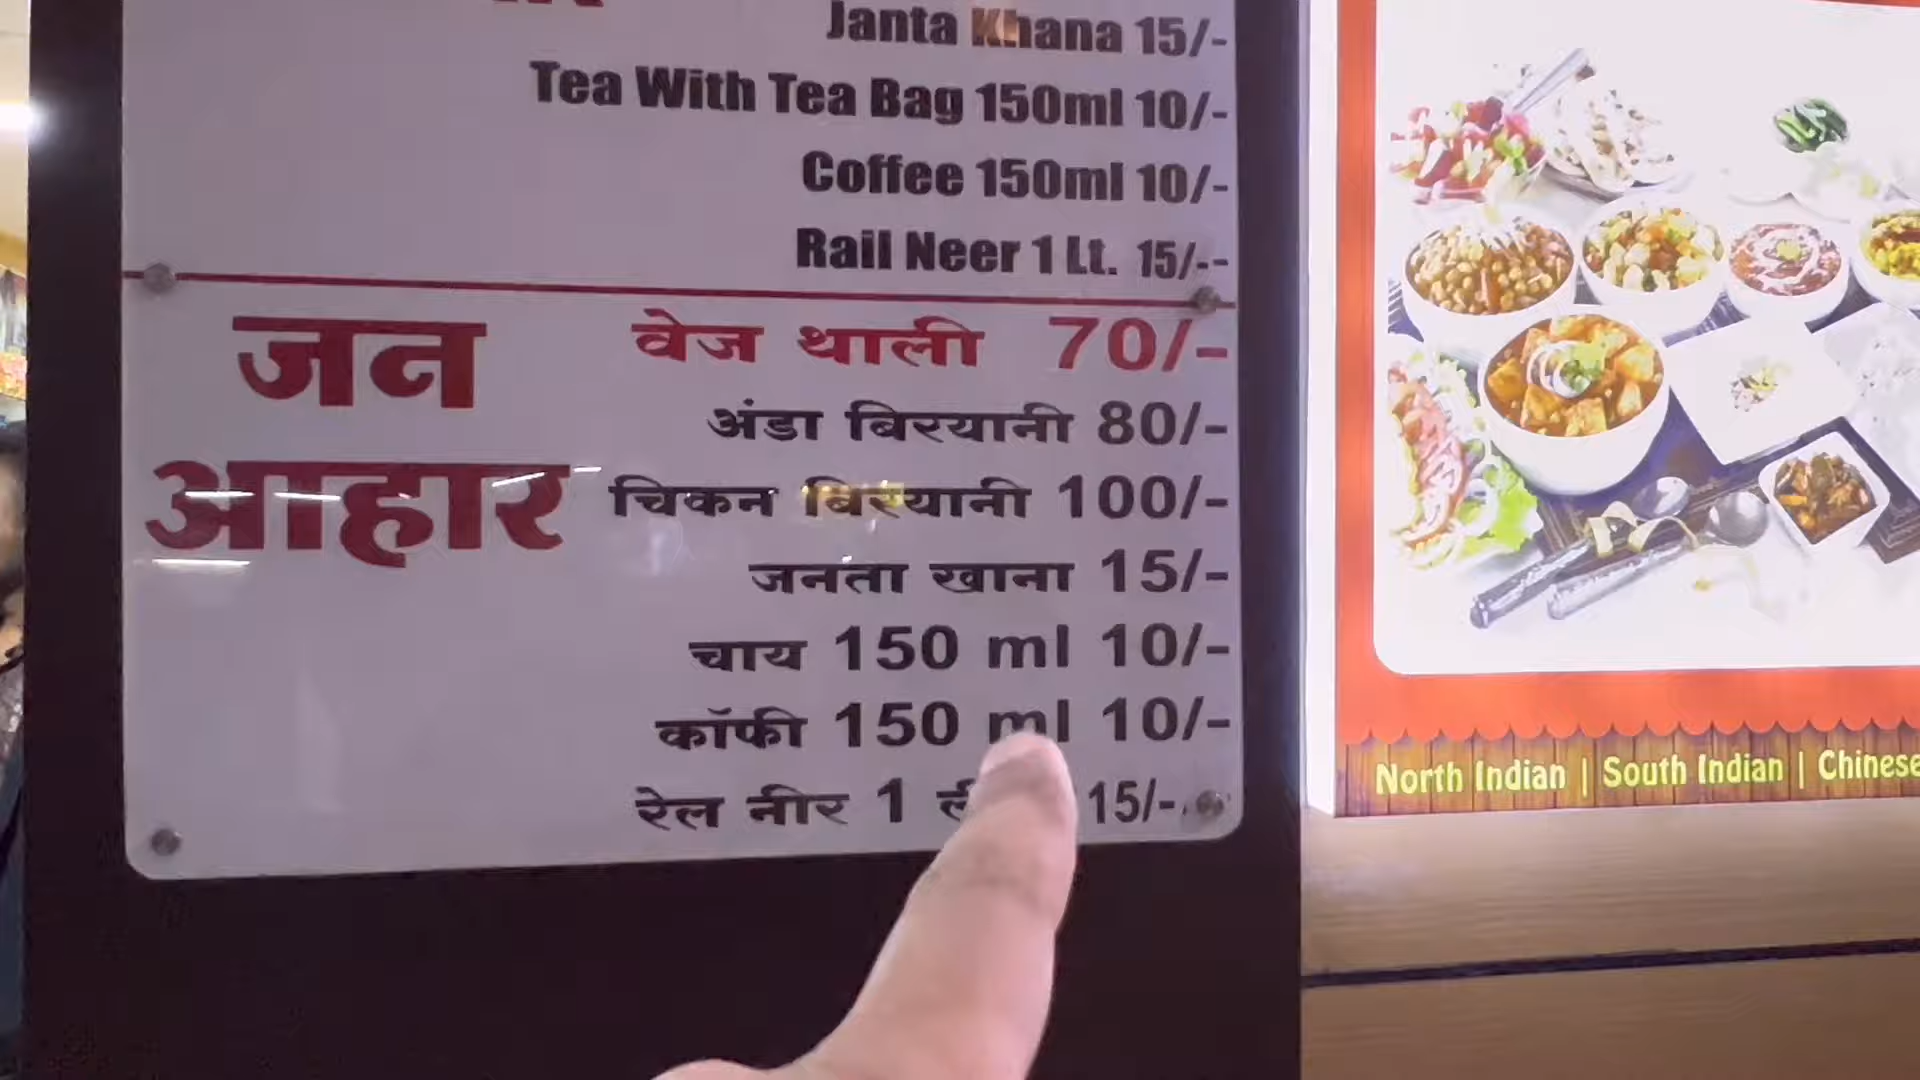 Janta Khana 15/-
Tea With Tea Bag 150ml 10/-
Coffee 150ml 10/-
Rail Neer 1 Lt. 15/--
जन आहार
वेज थाली 70/-
अंडा बिरयानी 80/-
चिकन बिरयानी 100/-
जनता खाना 15/-
चाय 150 ml 10/-
कॉफी 150 ml 10/-
रेल नीर 1 15/-
North Indian | South Indian | Chinese